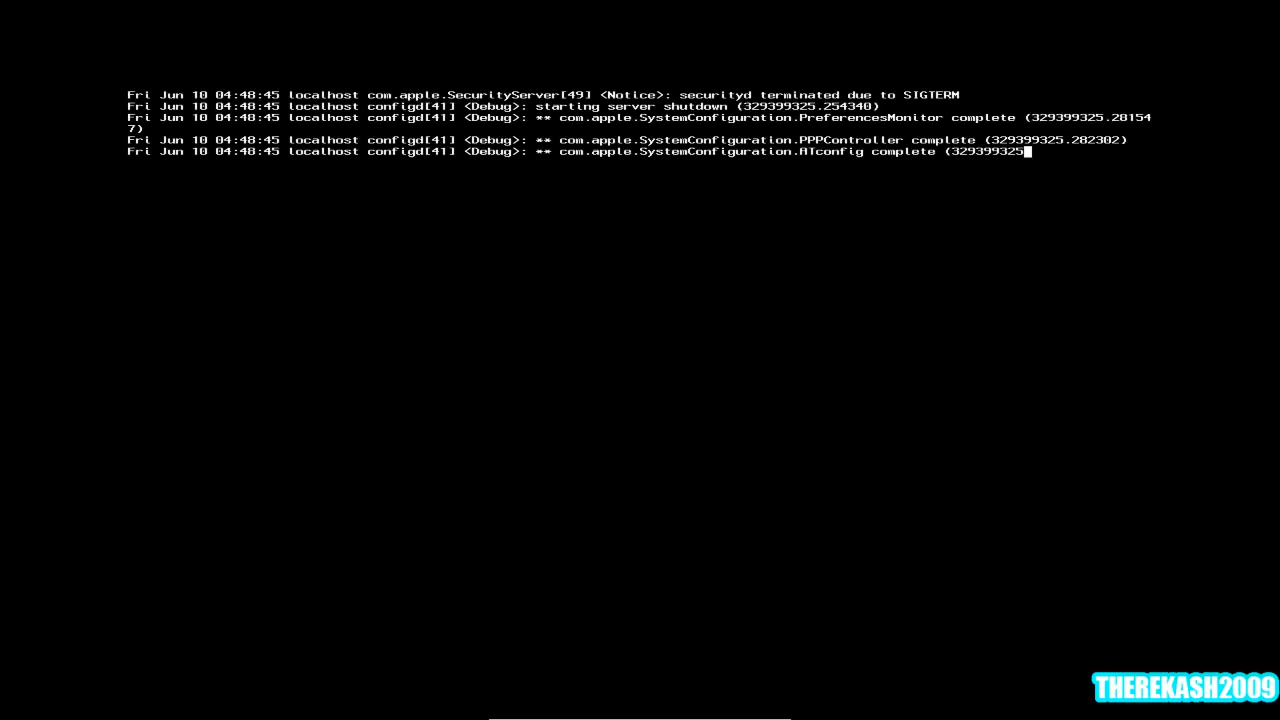 Fri Jun 10 04:48:45 localhost com.apple.SecurityServer[49] <Notice>: securityd terminated due to SIGTERM
Fri Jun 10 04:48:45 localhost configd[41] <Debug>: starting server shutdown (329399325.254340)
Fri Jun 10 04:48:45 localhost configd[41] <Debug>: ** com.apple.SystemConfiguration.PreferencesMonitor complete (329399325.28154
7)
Fri Jun 10 04:48:45 localhost configd[41] <Debug>: ** com.apple.SystemConfiguration.PPPController complete (329399325.282302)
Fri Jun 10 04:48:45 localhost configd[41] <Debug>: ** com.apple.SystemConfiguration.ATconfig complete (329399325
THEREKASH2009